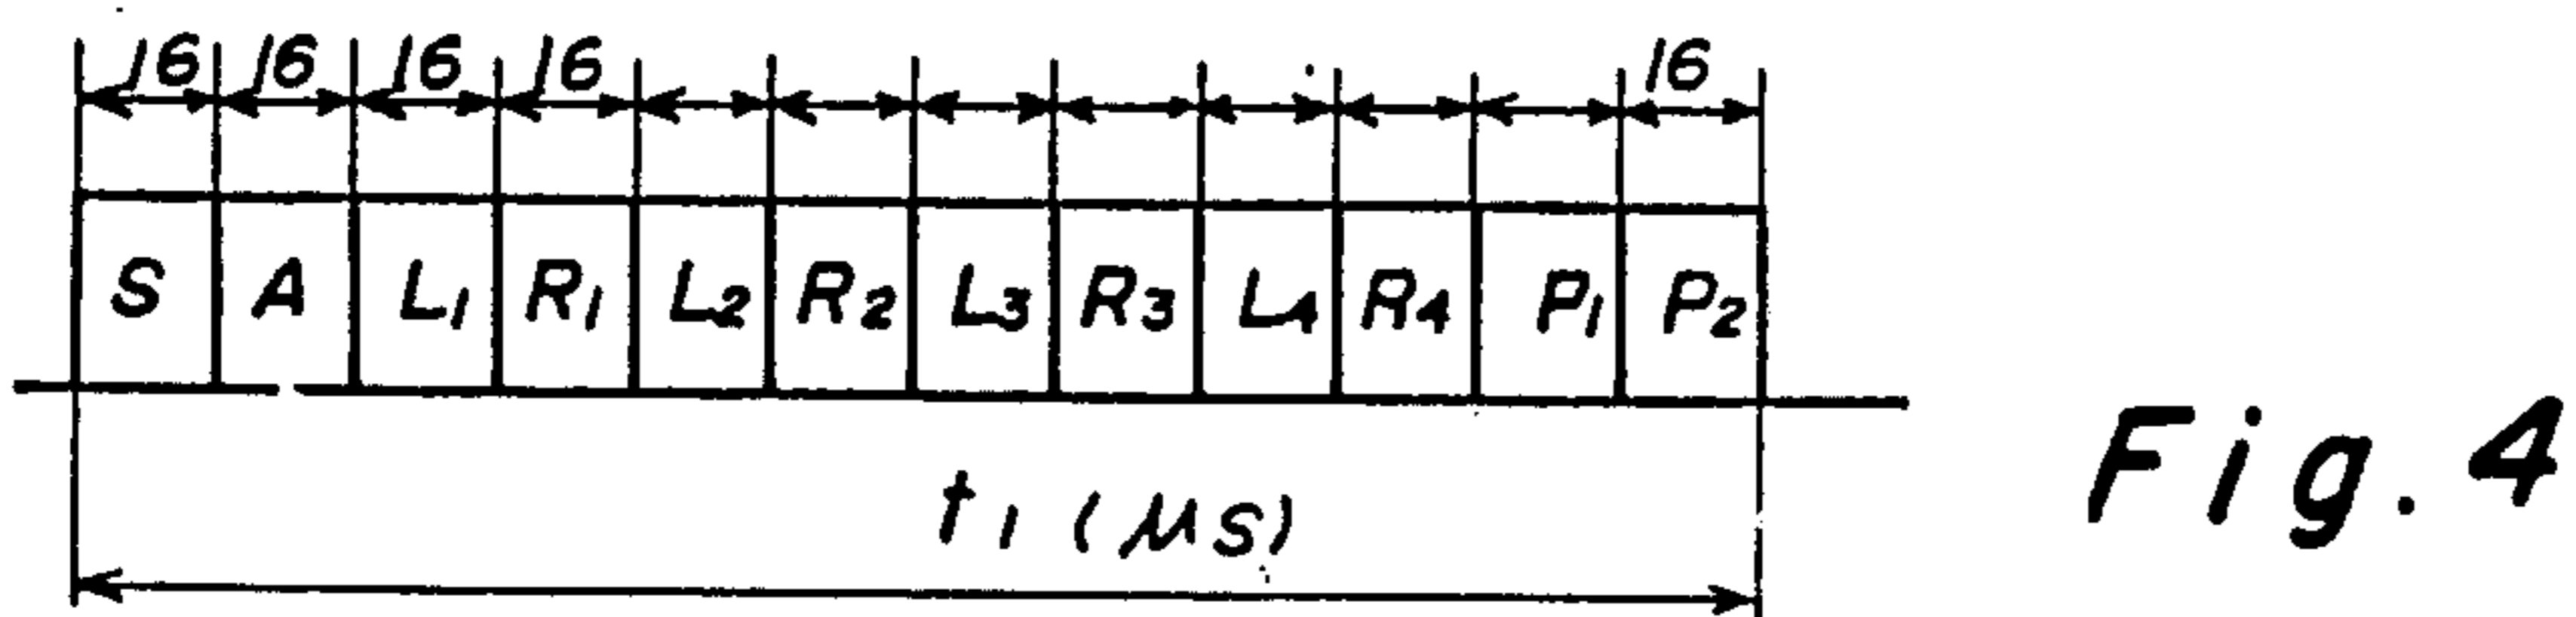 16 16 16 16 16
S A L1 R1 L2 R2 L3 R3 L4 R4 P1 P2
t1 (μs)
Fig. 4